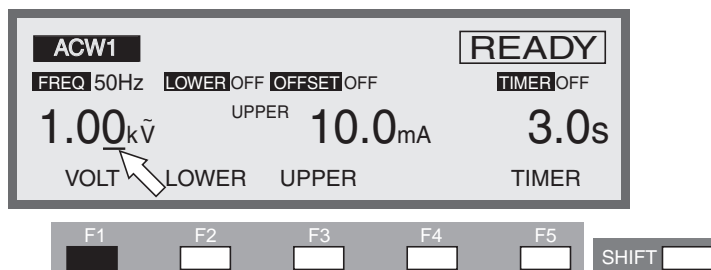 ACW1 READY
FREQ 50Hz LOWER OFF OFFSET OFF TIMER OFF
1.00kṼ UPPER 10.0mA 3.0s
VOLT LOWER UPPER TIMER
F1 F2 F3 F4 F5
SHIFT